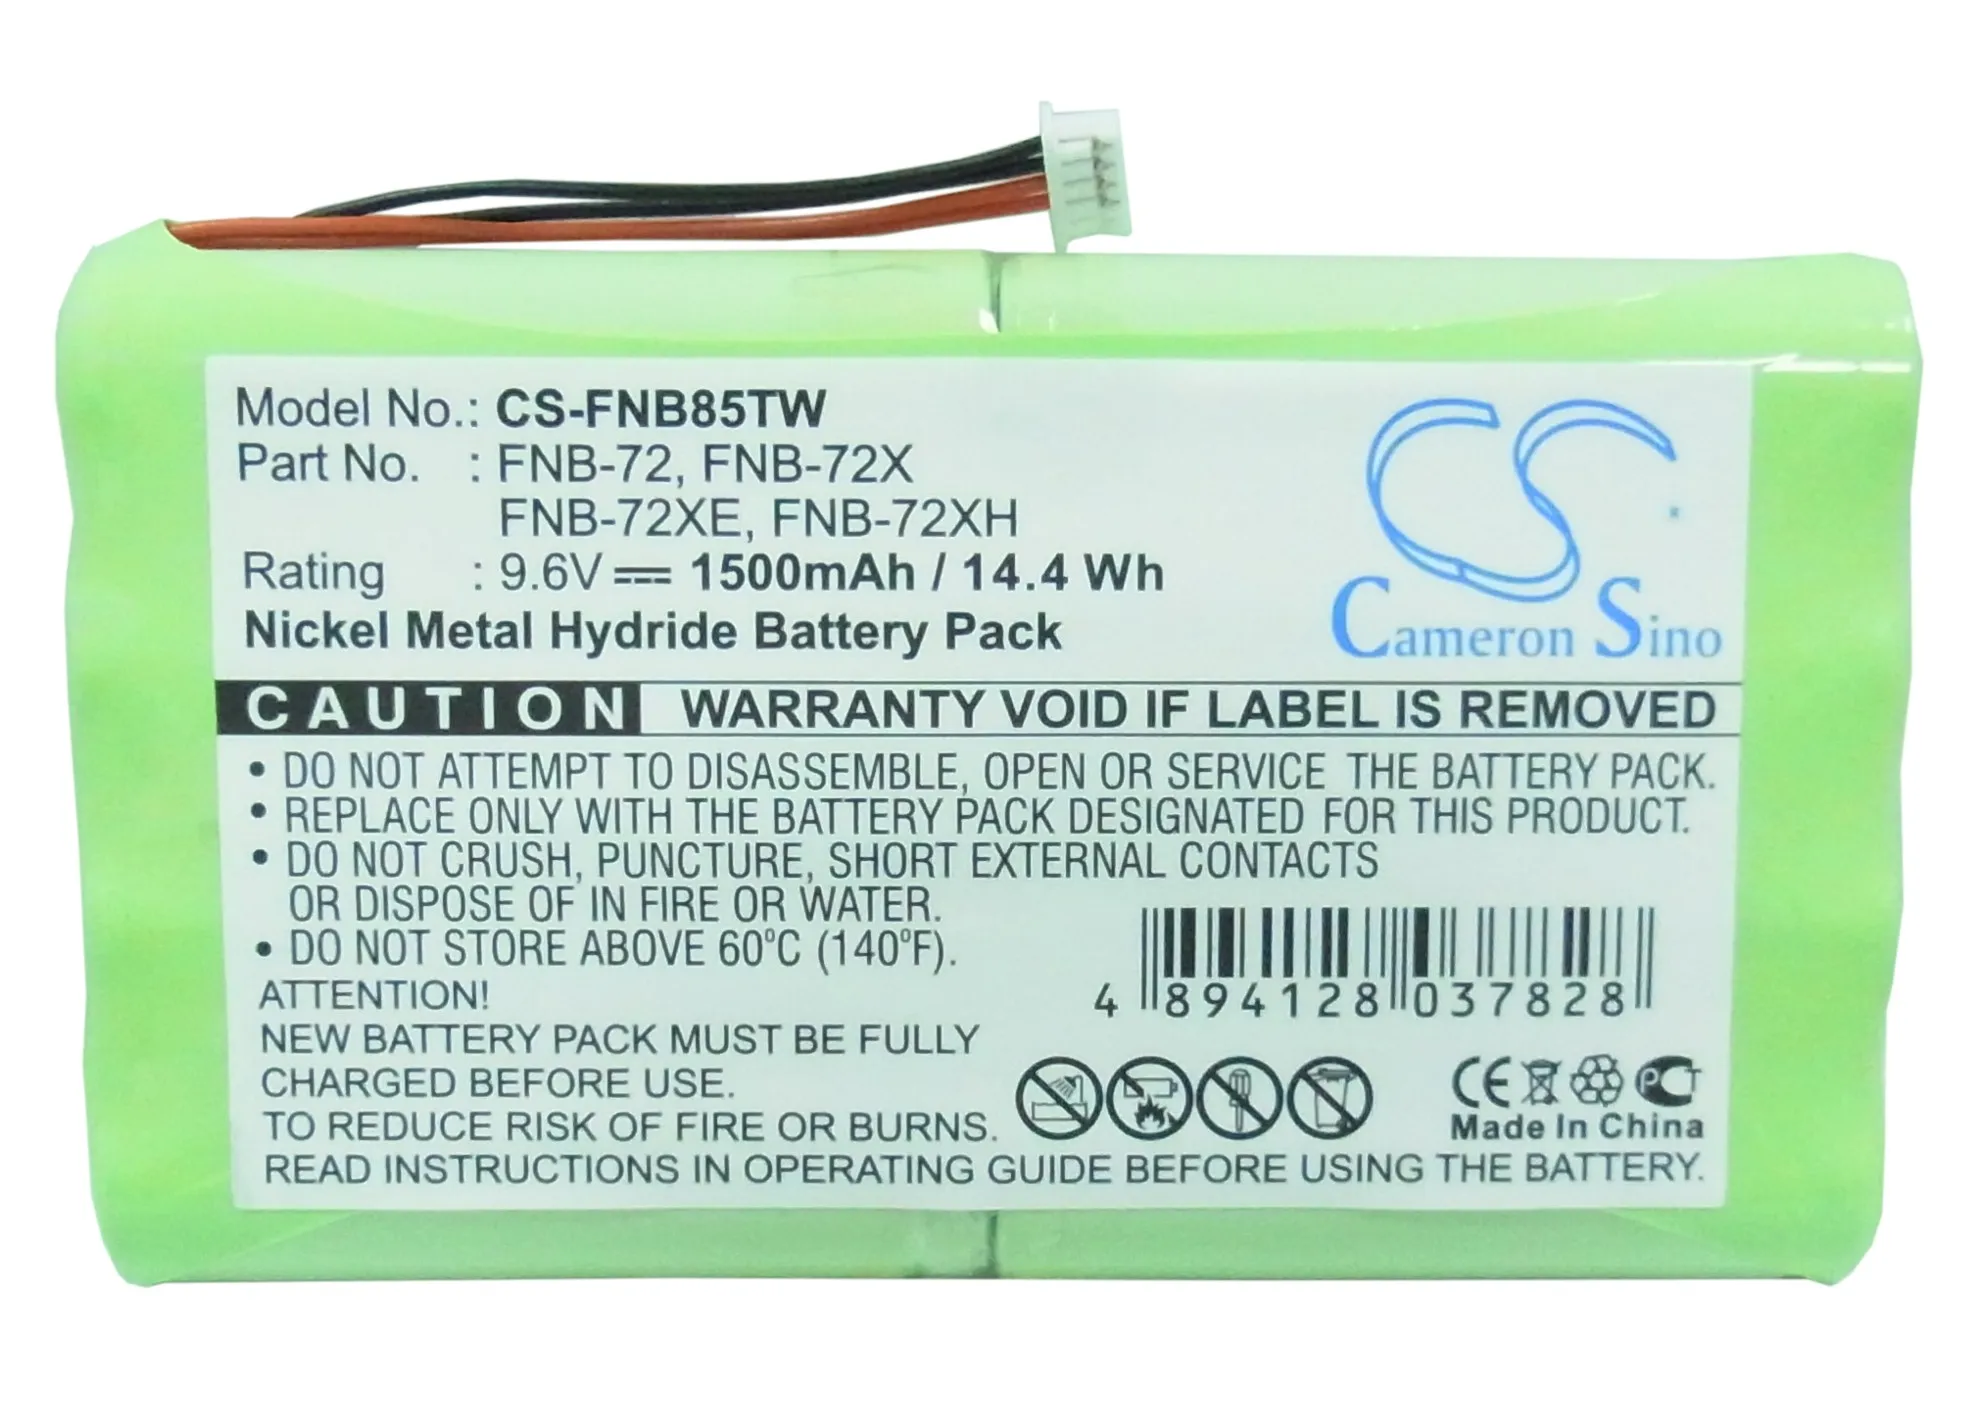 Model No.: CS-FNB85TW
Part No. : FNB-72, FNB-72X
FNB-72XE, FNB-72XH
Rating : 9.6V 1500mAh / 14.4 Wh
Nickel Metal Hydride Battery Pack
CS
Cameron Sino
CAUTION WARRANTY VOID IF LABEL IS REMOVED
• DO NOT ATTEMPT TO DISASSEMBLE, OPEN OR SERVICE THE BATTERY PACK.
• REPLACE ONLY WITH THE BATTERY PACK DESIGNATED FOR THIS PRODUCT.
• DO NOT CRUSH, PUNCTURE, SHORT EXTERNAL CONTACTS
OR DISPOSE OF IN FIRE OR WATER.
• DO NOT STORE ABOVE 60°C (140°F).
ATTENTION!
NEW BATTERY PACK MUST BE FULLY
CHARGED BEFORE USE.
TO REDUCE RISK OF FIRE OR BURNS.
READ INSTRUCTIONS IN OPERATING GUIDE BEFORE USING THE BATTERY.
4 894128 037828
CE PCT
Made In China